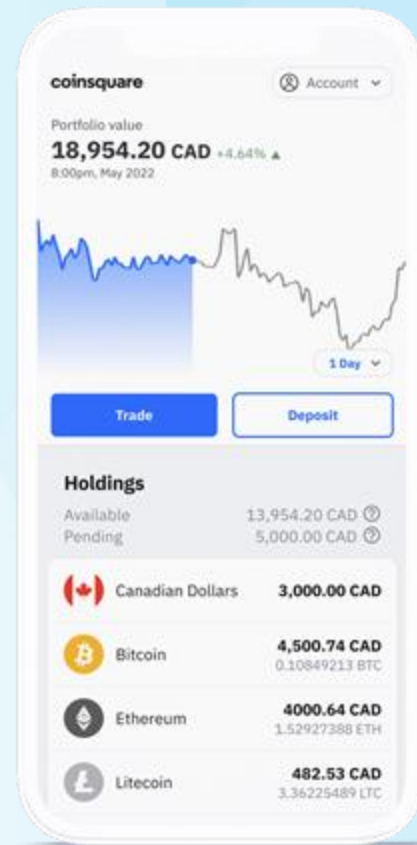 coinsquare
Account
Portfolio value
18,954.20 CAD +4.64% ▲
8:00pm, May 2022
1 Day
Trade
Deposit
Holdings
Available 13,954.20 CAD
Pending 5,000.00 CAD
Canadian Dollars 3,000.00 CAD
Bitcoin 4,500.74 CAD
0.10849213 BTC
Ethereum 4000.64 CAD
1.52927388 ETH
Litecoin 482.53 CAD
3.36225489 LTC